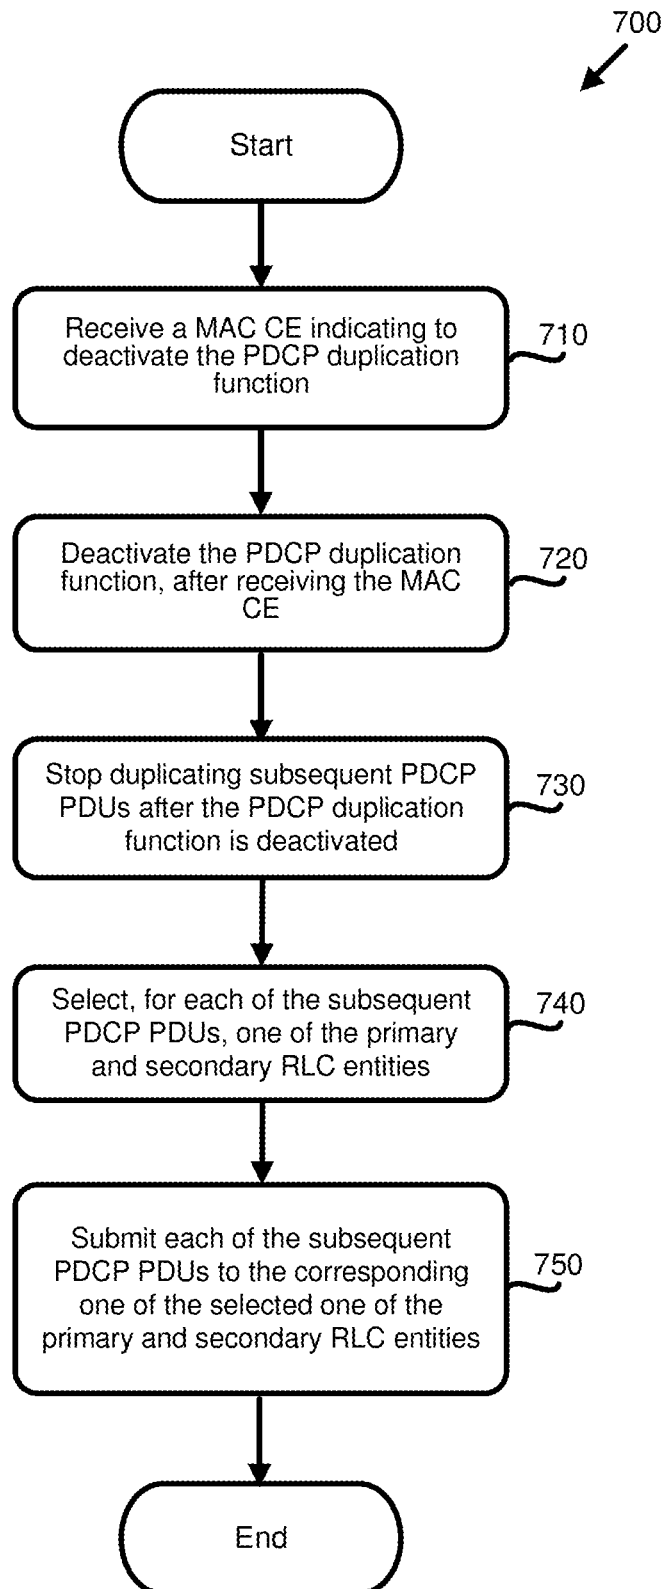 700
Start
Receive a MAC CE indicating to
deactivate the PDCP duplication
function
710
Deactivate the PDCP duplication
function, after receiving the MAC
CE
720
Stop duplicating subsequent PDCP
PDUs after the PDCP duplication
function is deactivated
730
Select, for each of the subsequent
PDCP PDUs, one of the primary
and secondary RLC entities
740
Submit each of the subsequent
PDCP PDUs to the corresponding
one of the selected one of the
primary and secondary RLC entities
750
End